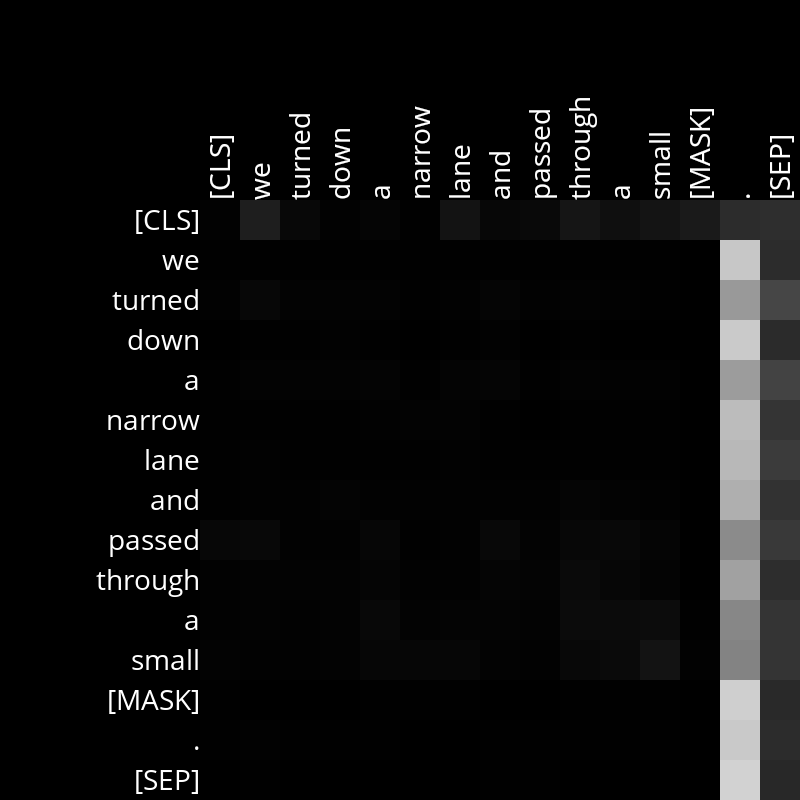 [CLS] we turned down a narrow lane and passed through a small [MASK] . [SEP]
[CLS]
we
turned
down
a
narrow
lane
and
passed
through
a
small
[MASK]
.
[SEP]